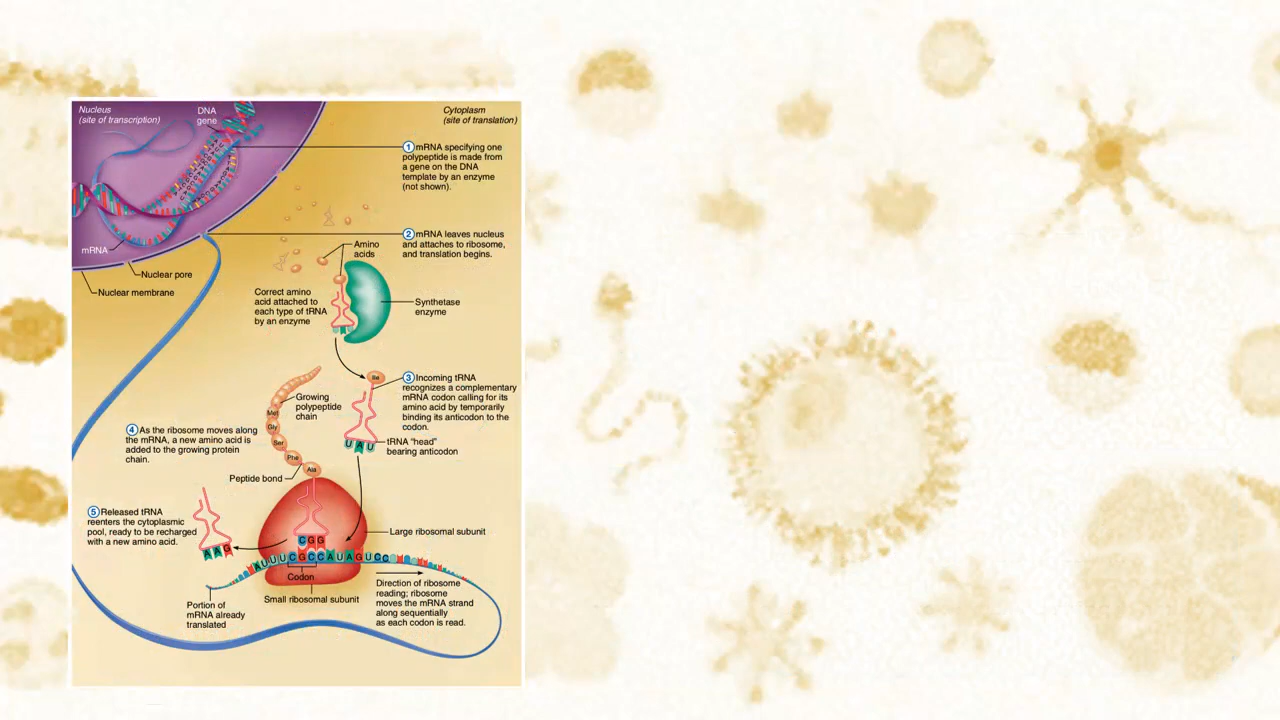 Nucleus
(site of transcription)
DNA
gene
Cytoplasm
(site of translation)
1 mRNA specifying one
polypeptide is made from
a gene on the DNA
template by an enzyme
(not shown).
mRNA
2 mRNA leaves nucleus
and attaches to ribosome,
and translation begins.
Amino
acids
Nuclear pore
Nuclear membrane
Correct amino
acid attached to
each type of tRNA
by an enzyme
Synthetase
enzyme
Ile
3 Incoming tRNA
recognizes a complementary
mRNA codon calling for its
amino acid by temporarily
binding its anticodon to the
codon.
Growing
polypeptide
chain
Met
Gly
Ser
Phe
Ala
4 As the ribosome moves along
the mRNA, a new amino acid is
added to the growing protein
chain.
UAU
tRNA "head"
bearing anticodon
Peptide bond
5 Released tRNA
reenters the cytoplasmic
pool, ready to be recharged
with a new amino acid.
AAG
Large ribosomal subunit
CGG
AUUUCGCCAUAGUCC
Codon
Small ribosomal subunit
Direction of ribosome
reading; ribosome
moves the mRNA strand
along sequentially
as each codon is read.
Portion of
mRNA already
translated